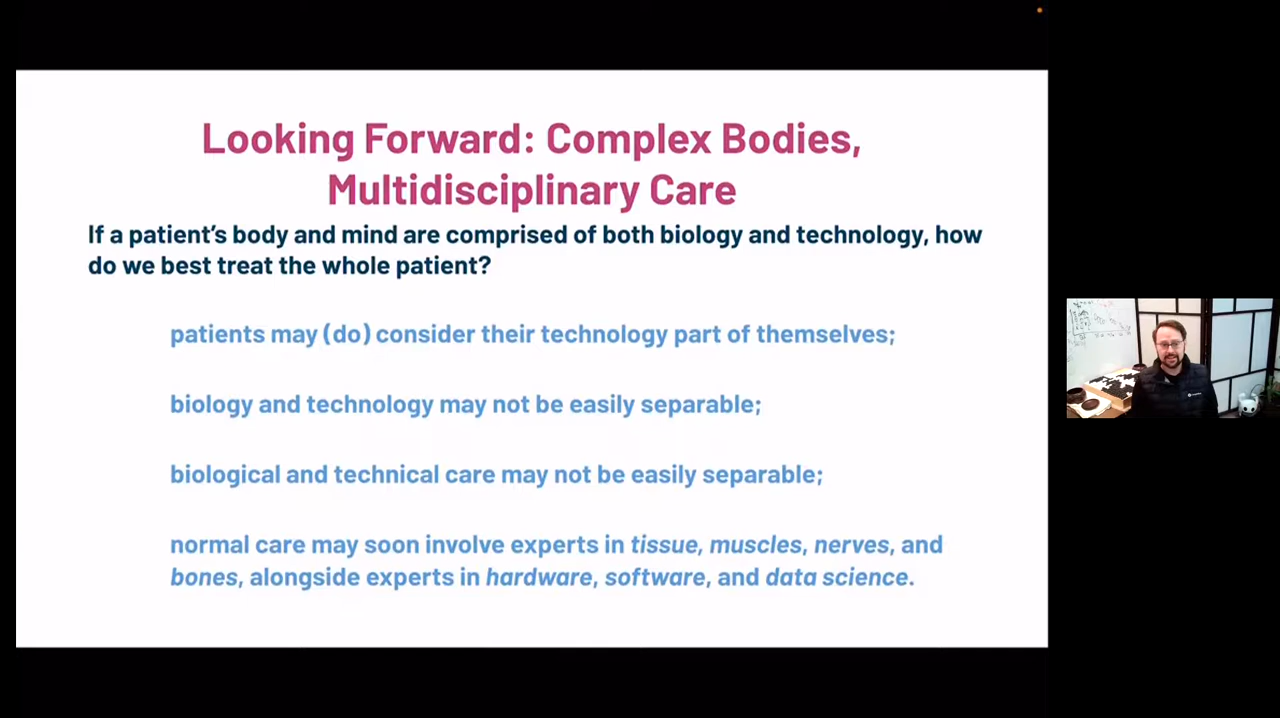 Looking Forward: Complex Bodies,
Multidisciplinary Care
If a patient’s body and mind are comprised of both biology and technology, how
do we best treat the whole patient?
patients may (do) consider their technology part of themselves;
biology and technology may not be easily separable;
biological and technical care may not be easily separable;
normal care may soon involve experts in tissue, muscles, nerves, and
bones, alongside experts in hardware, software, and data science.